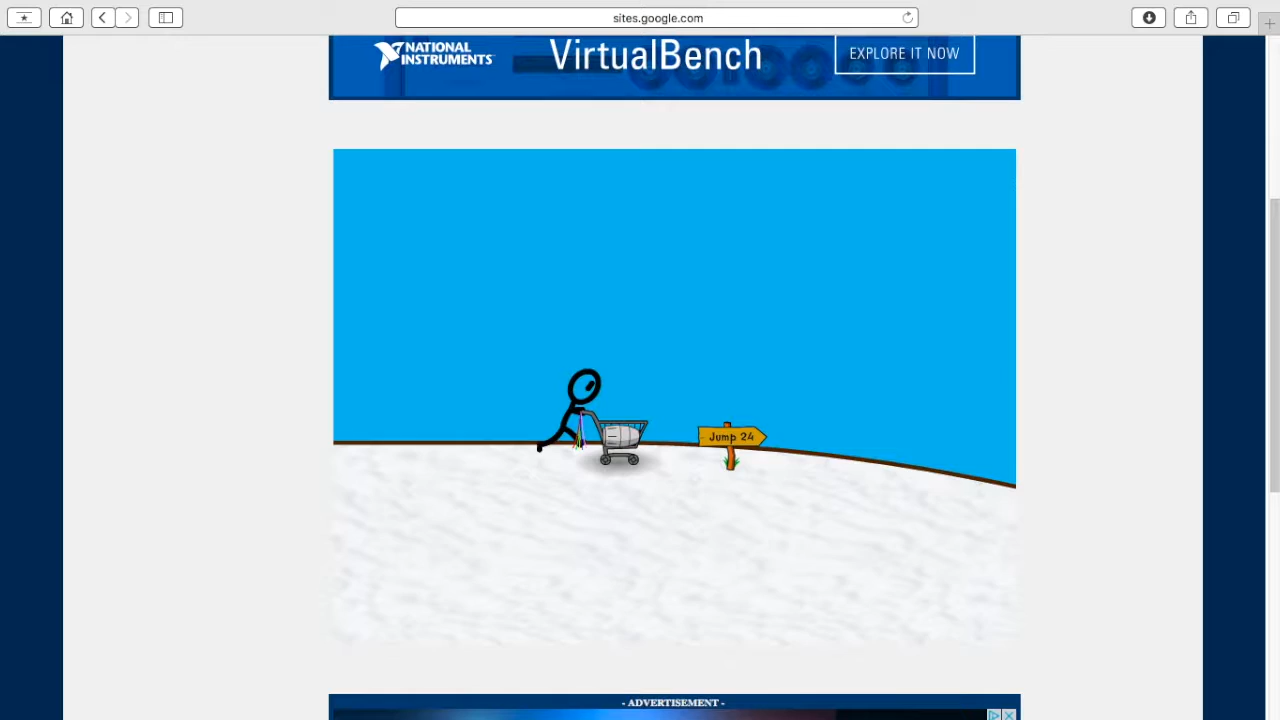 sites.google.com
NATIONAL
INSTRUMENTS
VirtualBench
EXPLORE IT NOW
Jump 24
- ADVERTISEMENT -